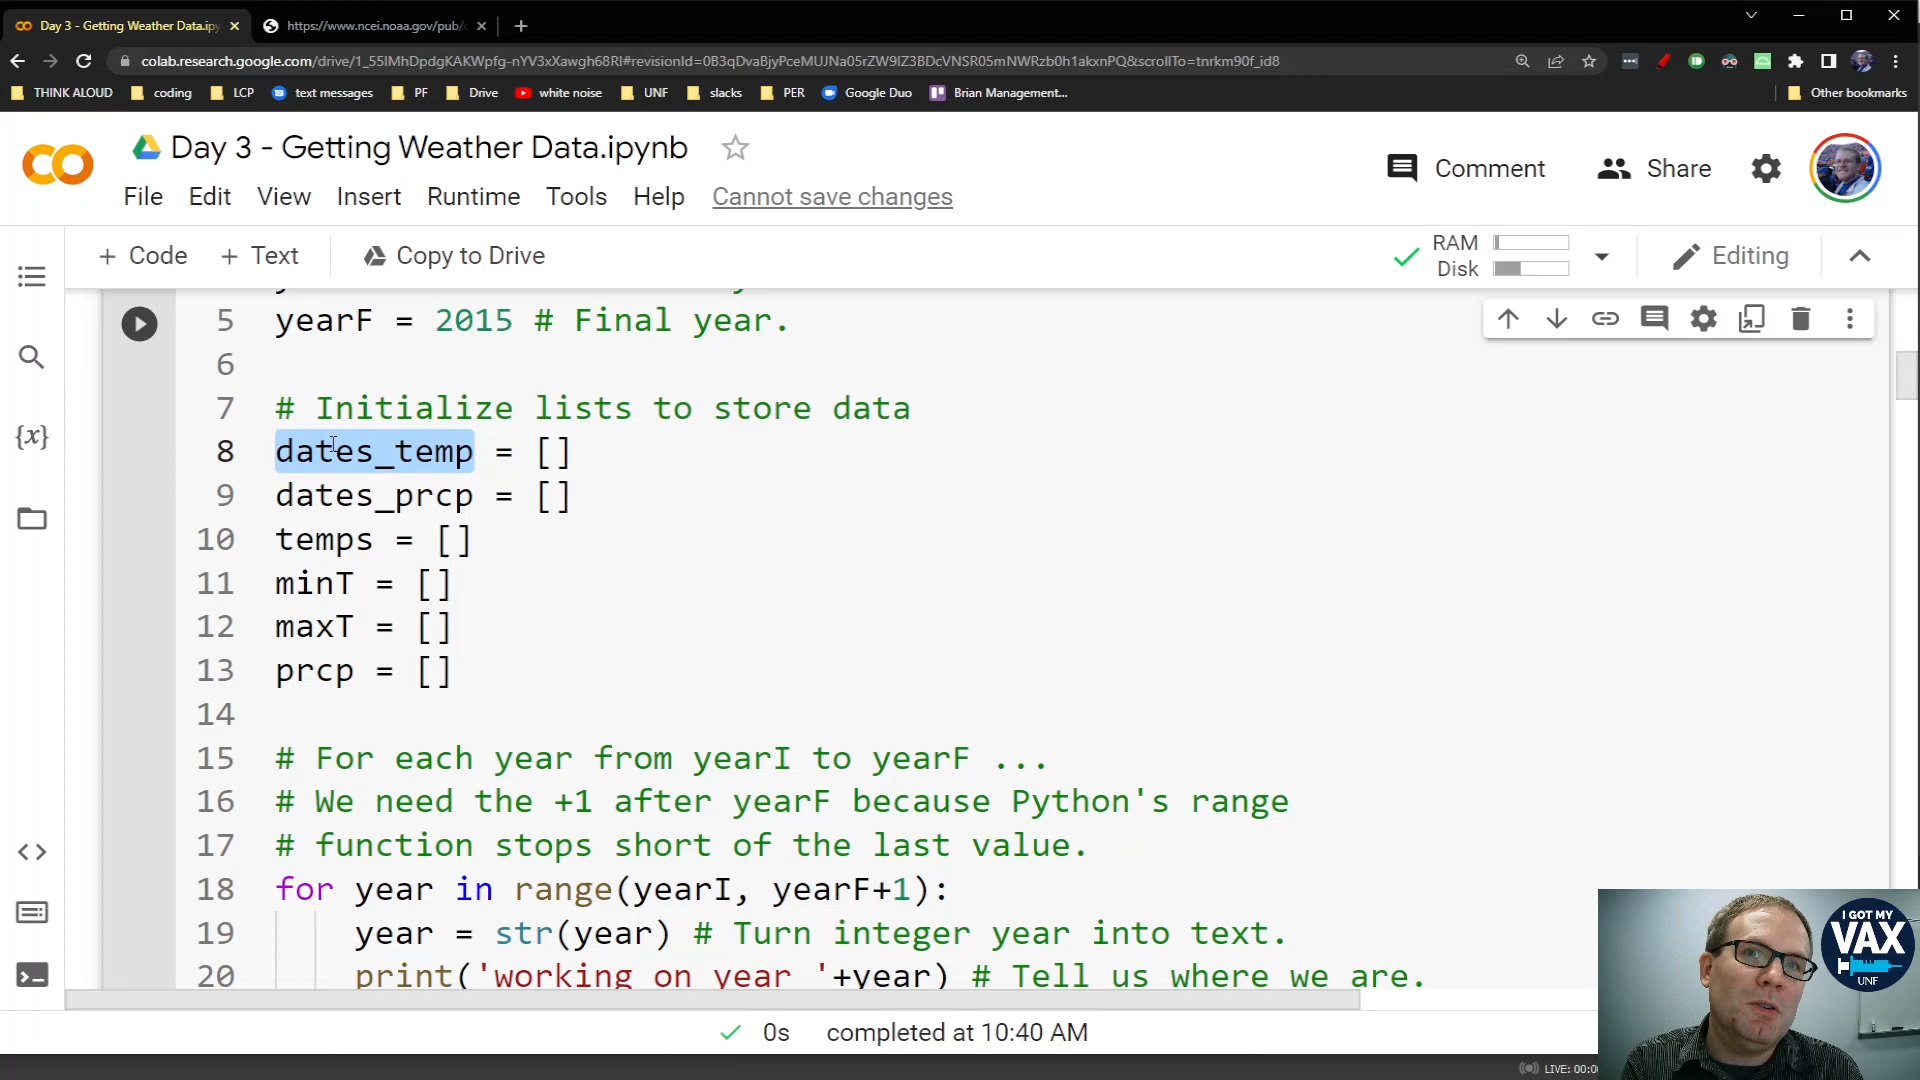 Day 3 - Getting Weather Data.ipy
https://www.ncei.noaa.gov/pub/
colab.research.google.com/drive/1_55IMhDpdgKAKWpfg-nYV3xXawgh68RI#revisionId=0B3qDvaBjyPceMUJNa05rZW9IZ3BDcVNSR05mNWRzb0h1akxnPQ&scrollTo=tnrkm90f_id8
THINK ALOUD coding LCP text messages PF Drive white noise UNF slacks PER Google Duo Brian Management... Other bookmarks
Day 3 - Getting Weather Data.ipynb
Comment Share
File Edit View Insert Runtime Tools Help Cannot save changes
+ Code + Text Copy to Drive
RAM
Disk
Editing
5 yearF = 2015 # Final year.
6
7 # Initialize lists to store data
8 dates_temp = []
9 dates_prcp = []
10 temps = []
11 minT = []
12 maxT = []
13 prcp = []
14
15 # For each year from yearI to yearF ...
16 # We need the +1 after yearF because Python's range
17 # function stops short of the last value.
18 for year in range(yearI, yearF+1):
19 year = str(year) # Turn integer year into text.
20 print('working on year '+year) # Tell us where we are.
0s completed at 10:40 AM
I GOT MY
VAX
UNF
LIVE: 00:0